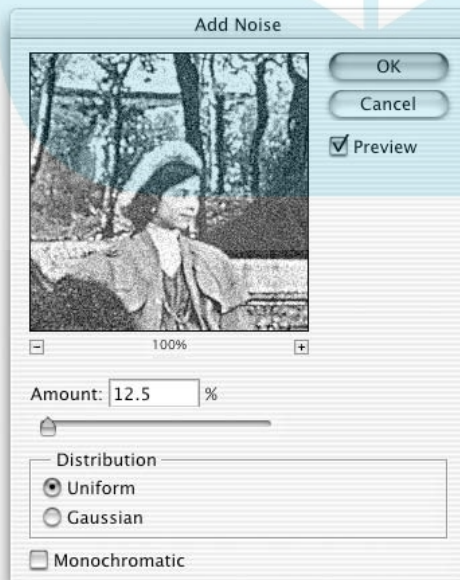 Add Noise
OK
Cancel
Preview
100%
Amount: 12.5 %
Distribution
Uniform
Gaussian
Monochromatic